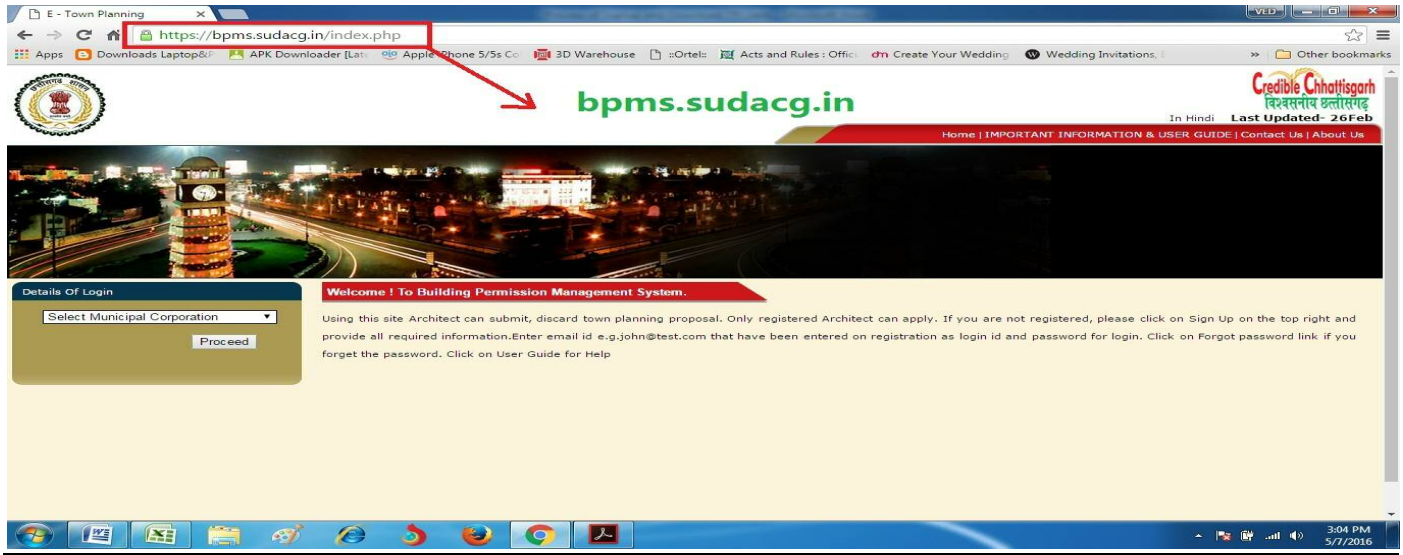 E - Town Planning
VED
https://bpms.sudacg.in/index.php
Apps Downloads Laptop&F APK Downloader [Lat Apple iPhone 5/5s Co 3D Warehouse ::Ortel:: Acts and Rules : Offici Create Your Wedding Wedding Invitations, » Other bookmarks
bpms.sudacg.in
Credible Chhattisgarh
विश्वसनीय छत्तीसगढ़
In Hindi Last Updated- 26Feb
Home | IMPORTANT INFORMATION & USER GUIDE | Contact Us | About Us
Details Of Login
Welcome ! To Building Permission Management System.
Select Municipal Corporation
Proceed
Using this site Architect can submit, discard town planning proposal. Only registered Architect can apply. If you are not registered, please click on Sign Up on the top right and
provide all required information.Enter email id e.g.john@test.com that have been entered on registration as login id and password for login. Click on Forgot password link if you
forget the password. Click on User Guide for Help
3:04 PM
5/7/2016